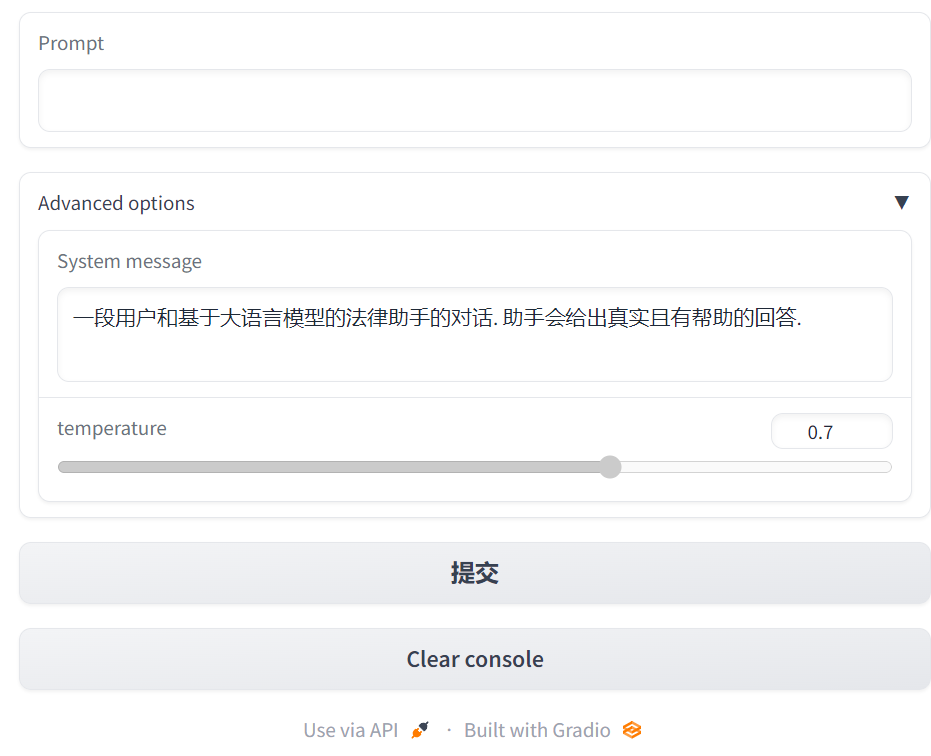 Prompt
Advanced options ▼
System message
一段用户和基于大语言模型的法律助手的对话. 助手会给出真实且有帮助的回答.
temperature 0.7
提交
Clear console
Use via API · Built with Gradio